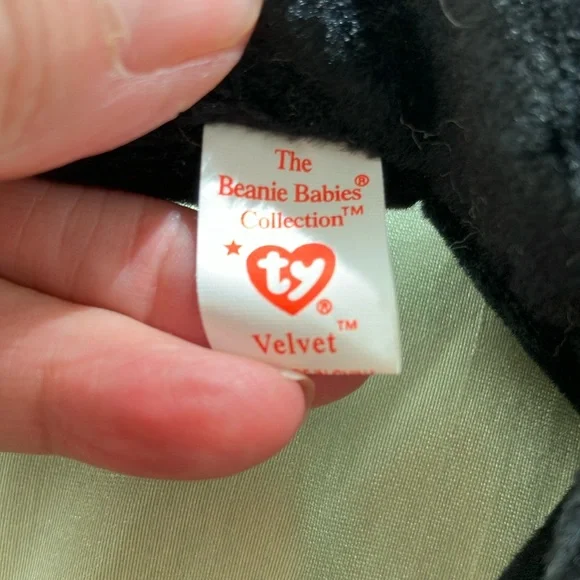 The
Beanie Babies®
Collection™
★ ty ®
Velvet™